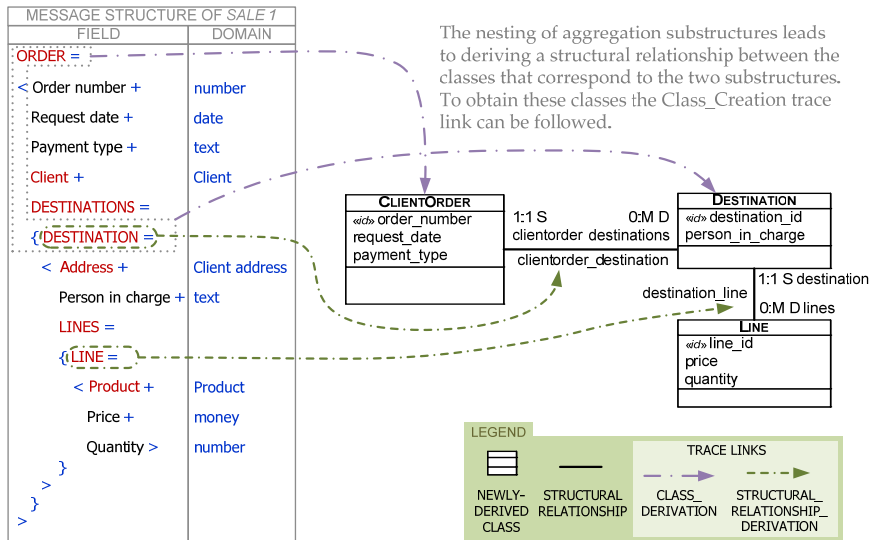 MESSAGE STRUCTURE OF SALE 1
FIELD DOMAIN
ORDER =
< Order number + number
Request date + date
Payment type + text
Client + Client
DESTINATIONS =
{ DESTINATION =
< Address + Client address
Person in charge + text
LINES =
{ LINE =
< Product + Product
Price + money
Quantity > number
}
>
}
>
The nesting of aggregation substructures leads
to deriving a structural relationship between the
classes that correspond to the two substructures.
To obtain these classes the Class_Creation trace
link can be followed.
CLIENTORDER
«id» order_number
request_date
payment_type
1:1 S 0:M D
clientorder destinations
clientorder_destination
DESTINATION
«id» destination_id
person_in_charge
1:1 S destination
destination_line
0:M D lines
LINE
«id» line_id
price
quantity
LEGEND
TRACE LINKS
NEWLY-
DERIVED
CLASS
STRUCTURAL
RELATIONSHIP
CLASS_
DERIVATION
STRUCTURAL_
RELATIONSHIP_
DERIVATION